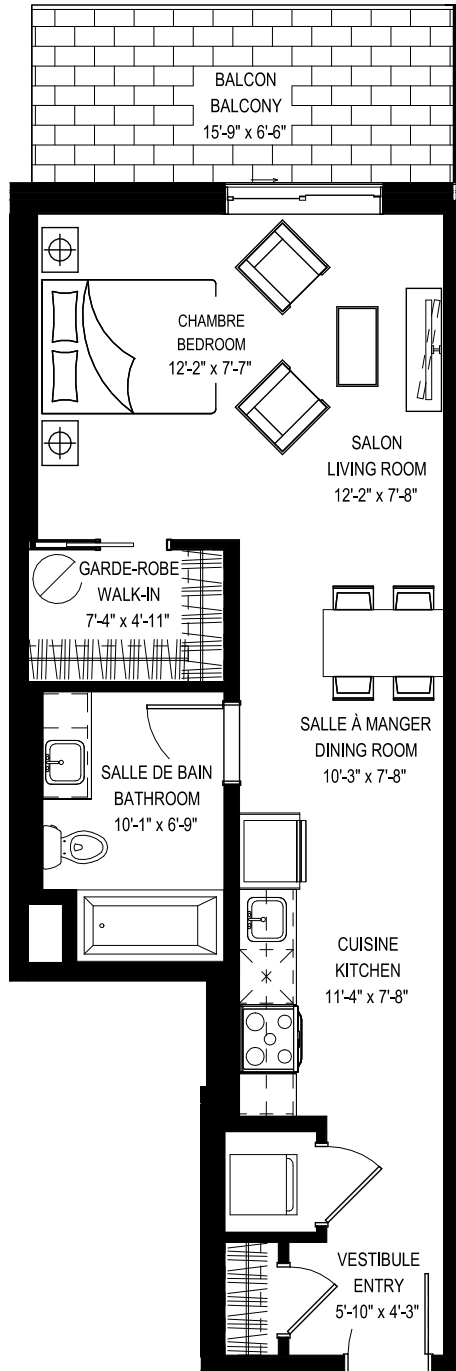 BALCON
BALCONY
15'-9" x 6'-6"
CHAMBRE
BEDROOM
12'-2" x 7'-7"
SALON
LIVING ROOM
12'-2" x 7'-8"
GARDE-ROBE
WALK-IN
7'-4" x 4'-11"
SALLE À MANGER
DINING ROOM
10'-3" x 7'-8"
SALLE DE BAIN
BATHROOM
10'-1" x 6'-9"
CUISINE
KITCHEN
11'-4" x 7'-8"
VESTIBULE
ENTRY
5'-10" x 4'-3"